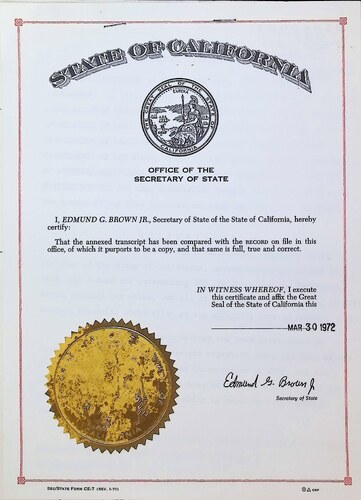 STATE OF CALIFORNIA
THE GREAT SEAL OF THE STATE OF CALIFORNIA
EUREKA
OFFICE OF THE
SECRETARY OF STATE
I, EDMUND G. BROWN JR., Secretary of State of the State of California, hereby
certify:
That the annexed transcript has been compared with the RECORD on file in this
office, of which it purports to be a copy, and that same is full, true and correct.
IN WITNESS WHEREOF, I execute
this certificate and affix the Great
Seal of the State of California this
MAR 30 1972
Edmund G. Brown Jr
Secretary of State
SEC/STATE FORM CE-7 (REV. 1-71)
OSP